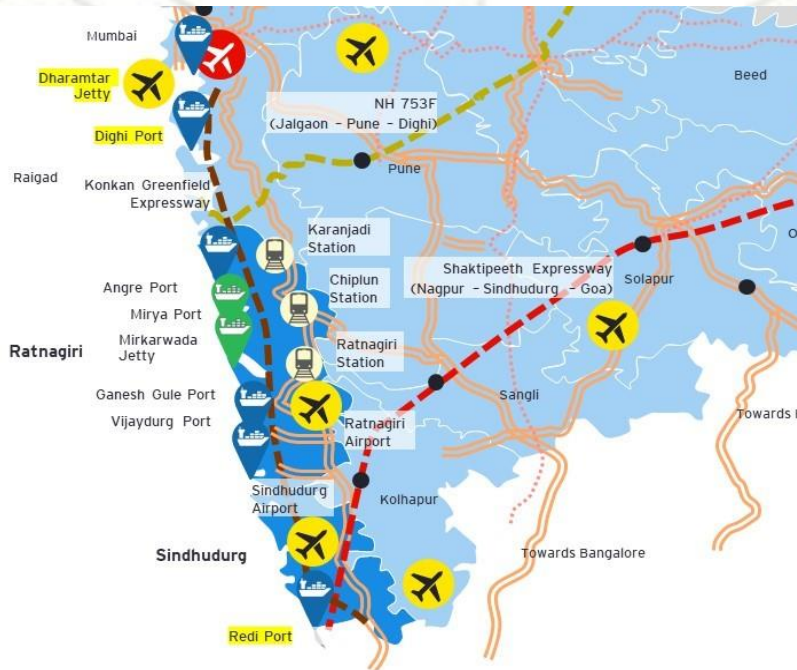 Mumbai
Dharamtar
Jetty
Beed
NH 753F
(Jalgaon – Pune – Dighi)
Dighi Port
Pune
Raigad
Konkan Greenfield
Expressway
Karanjadi
Station
Shaktipeeth Expressway
(Nagpur – Sindhudurg – Goa)
Solapur
O
Chiplun
Station
Angre Port
Mirya Port
Mirkarwada
Jetty
Ratnagiri
Ratnagiri
Station
Ganesh Gule Port
Sangli
Vijaydurg Port
Ratnagiri
Airport
Towards
Sindhudurg
Airport
Kolhapur
Sindhudurg
Towards Bangalore
Redi Port